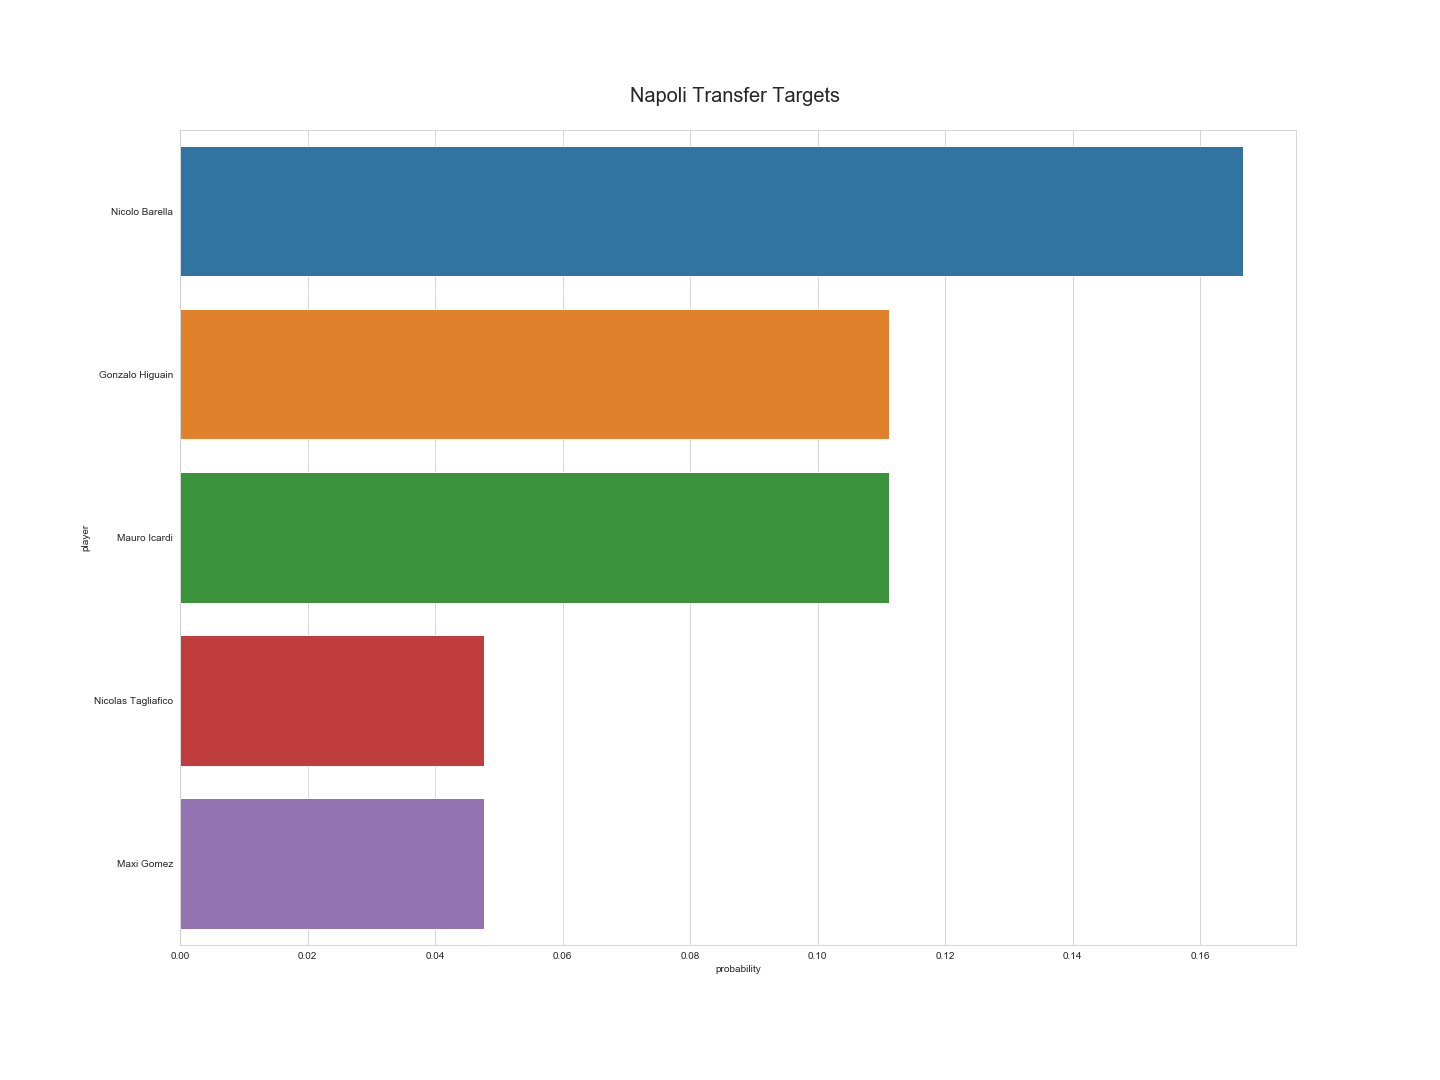 Napoli Transfer Targets
Nicolo Barella
Gonzalo Higuain
Mauro Icardi
Nicolas Tagliafico
Maxi Gomez
player
0.00 0.02 0.04 0.06 0.08 0.10 0.12 0.14 0.16
probability